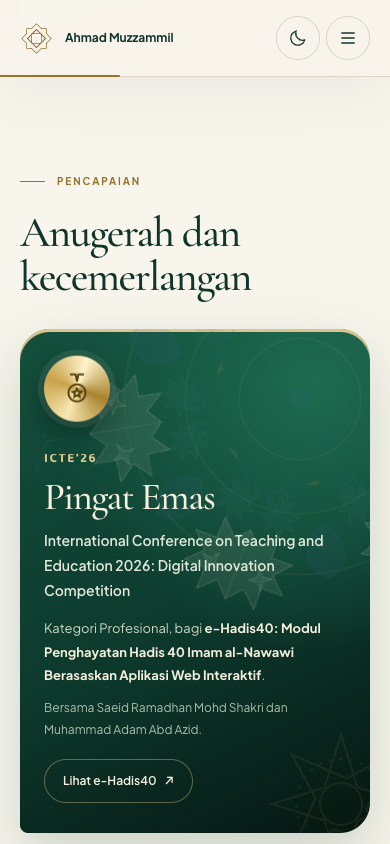 Ahmad Muzzammil
PENCAPAIAN
Anugerah dan
kecemerlangan
ICTE'26
Pingat Emas
International Conference on Teaching and
Education 2026: Digital Innovation
Competition
Kategori Profesional, bagi e-Hadis40: Modul
Penghayatan Hadis 40 Imam al-Nawawi
Berasaskan Aplikasi Web Interaktif.
Bersama Saeid Ramadhan Mohd Shakri dan
Muhammad Adam Abd Azid.
Lihat e-Hadis40 ↗